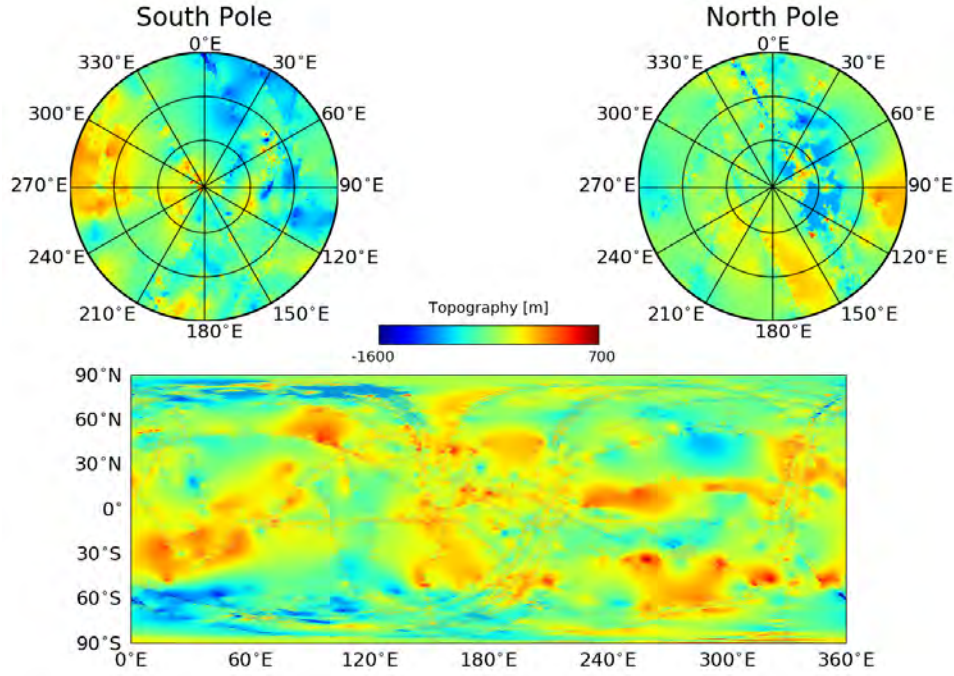 South Pole
0°E
330°E
30°E
300°E
60°E
270°E
90°E
240°E
120°E
210°E
150°E
180°E
North Pole
0°E
330°E
30°E
300°E
60°E
270°E
90°E
240°E
120°E
210°E
150°E
180°E
Topography [m]
-1600 700
90°N
60°N
30°N
0°
30°S
60°S
90°S
0°E 60°E 120°E 180°E 240°E 300°E 360°E